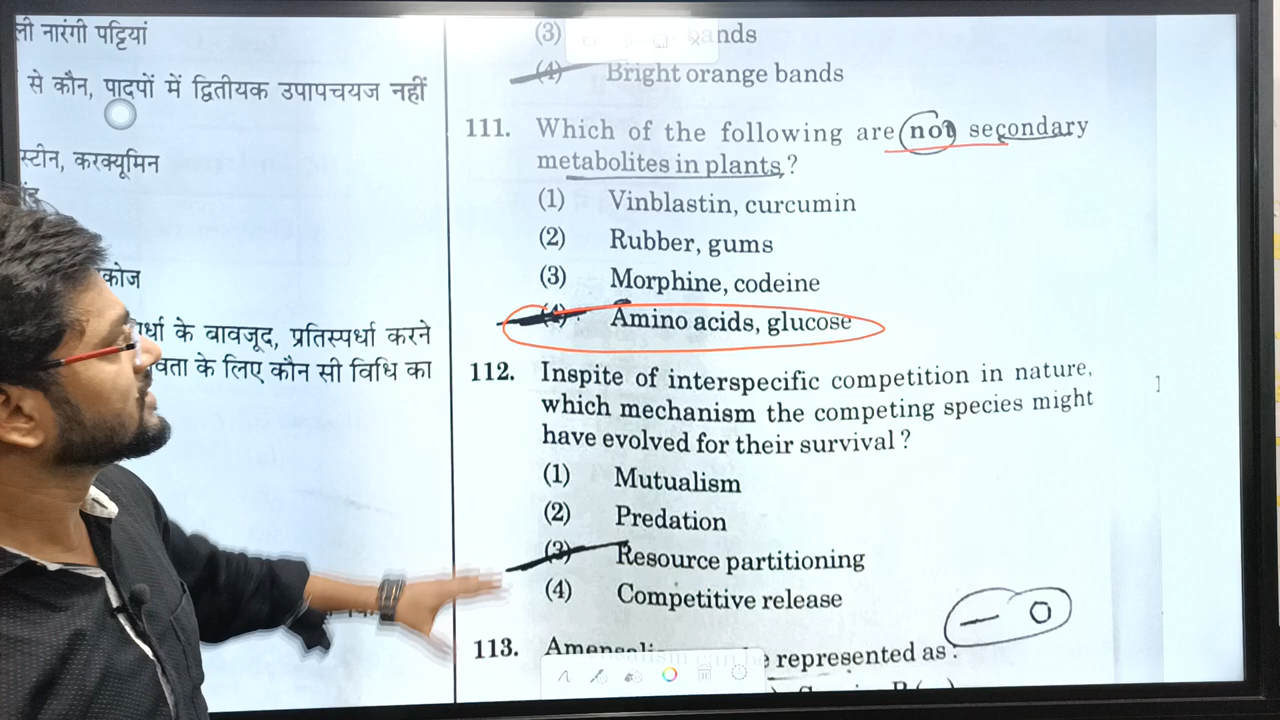 ली नारंगी पट्टियां
से कौन, पादपों में द्वितीयक उपापचयज नहीं
स्टीन, करक्यूमिन
कोज
र्धा के बावजूद, प्रतिस्पर्धा करने
वता के लिए कौन सी विधि का
(3) bands
(4) Bright orange bands
111. Which of the following are not secondary
metabolites in plants ?
(1) Vinblastin, curcumin
(2) Rubber, gums
(3) Morphine, codeine
(4) Amino acids, glucose
112. Inspite of interspecific competition in nature,
which mechanism the competing species might
have evolved for their survival ?
(1) Mutualism
(2) Predation
(3) Resource partitioning
(4) Competitive release
— 0
113. Amensalism can be represented as :